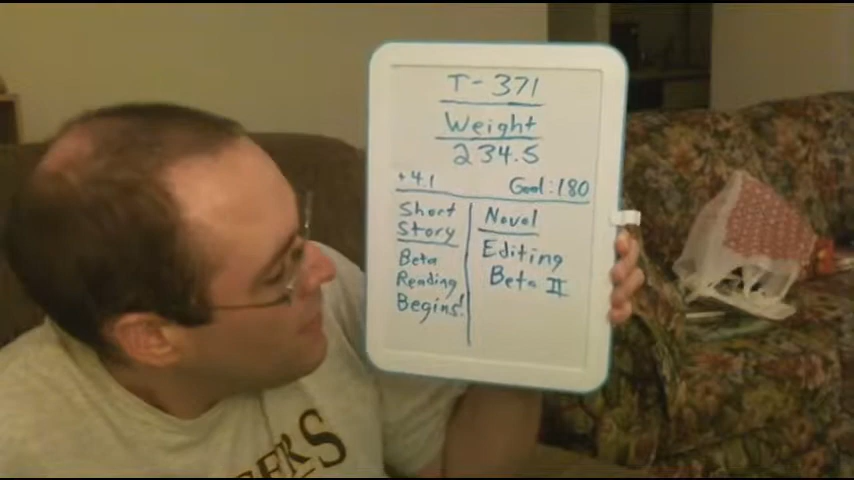 T-371
Weight
234.5
+4.1
Goal: 180
Short
Story
Beta
Reading
Begins!
Novel
Editing
Beta II